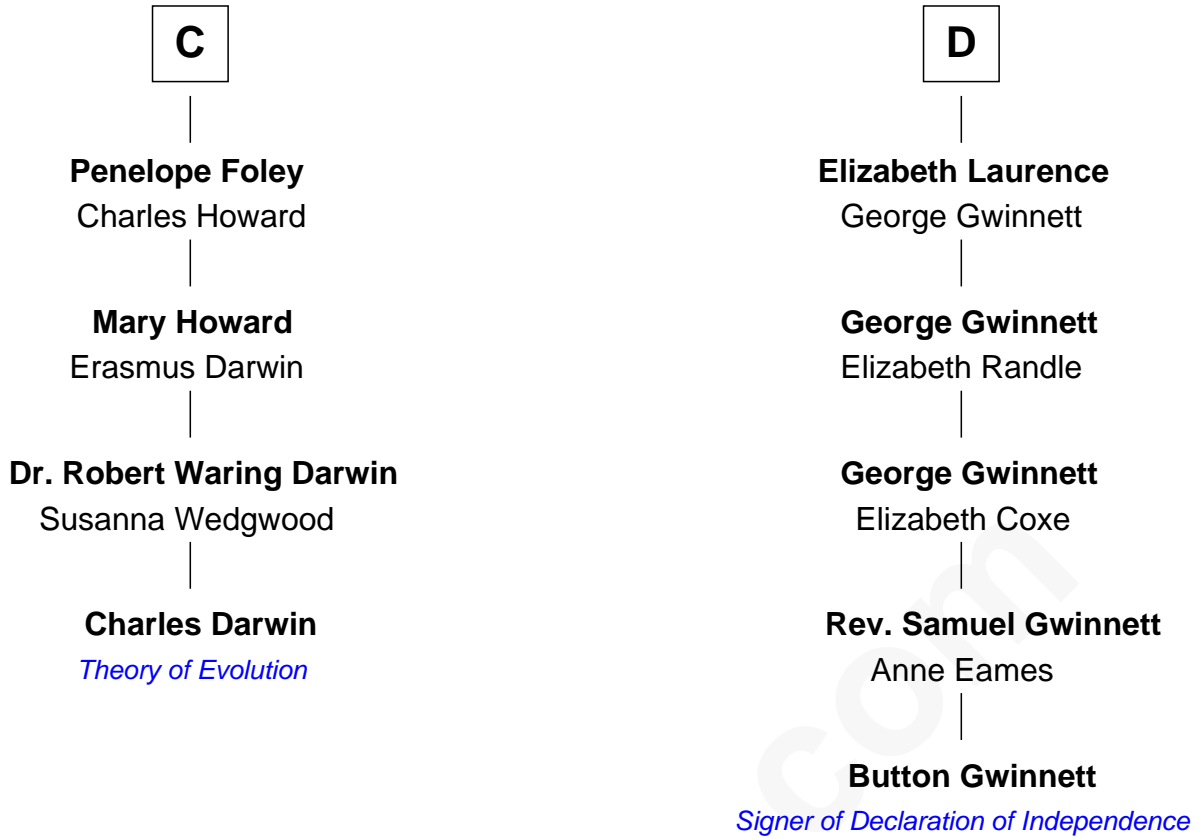 C
Penelope Foley
Charles Howard
Mary Howard
Erasmus Darwin
Dr. Robert Waring Darwin
Susanna Wedgwood
Charles Darwin
Theory of Evolution
D
Elizabeth Laurence
George Gwinnett
George Gwinnett
Elizabeth Randle
George Gwinnett
Elizabeth Coxe
Rev. Samuel Gwinnett
Anne Eames
Button Gwinnett
Signer of Declaration of Independence
com